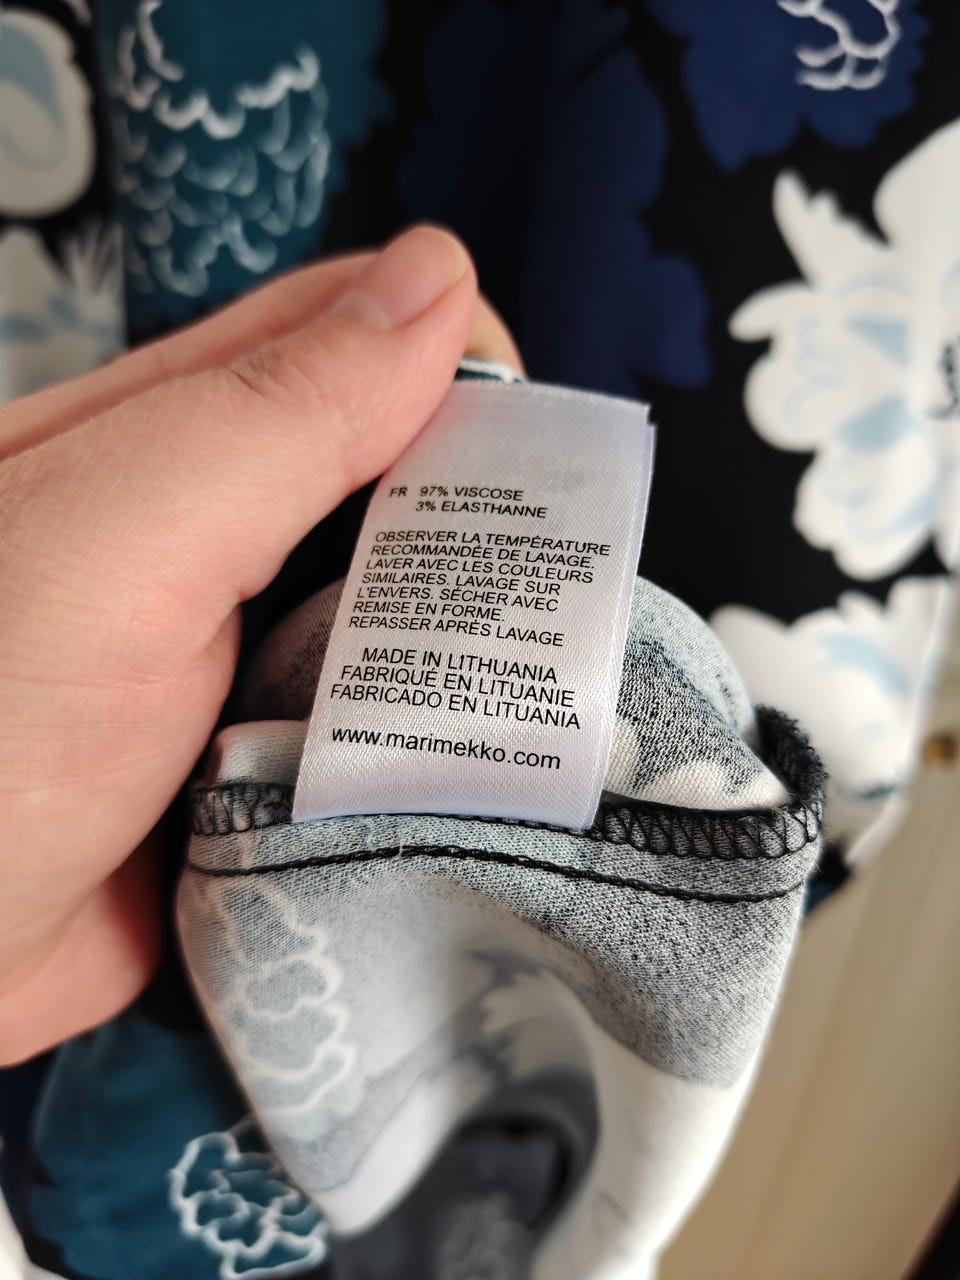 FR 97% VISCOSE
3% ELASTHANNE
OBSERVER LA TEMPÉRATURE
RECOMMANDÉE DE LAVAGE.
LAVER AVEC LES COULEURS
SIMILAIRES. LAVAGE SUR
L'ENVERS. SÉCHER AVEC
REMISE EN FORME.
REPASSER APRÈS LAVAGE
MADE IN LITHUANIA
FABRIQUÉ EN LITUANIE
FABRICADO EN LITUANIA
www.marimekko.com